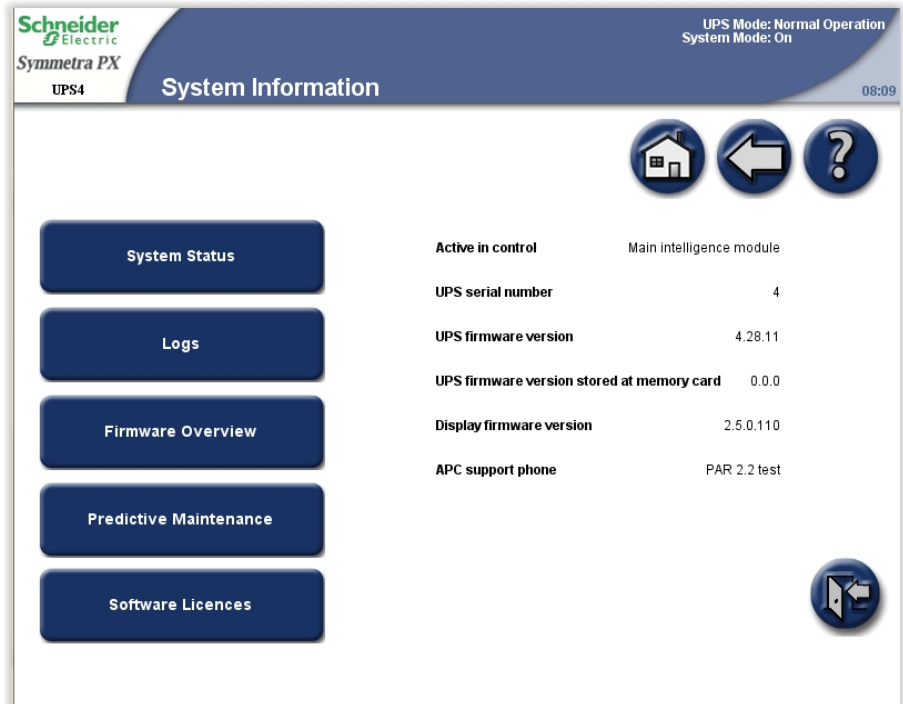 Schneider
Electric
Symmetra PX
UPS4
System Information
UPS Mode: Normal Operation
System Mode: On
08:09
?
System Status
Logs
Firmware Overview
Predictive Maintenance
Software Licences
Active in control Main intelligence module
UPS serial number 4
UPS firmware version 4.28.11
UPS firmware version stored at memory card 0.0.0
Display firmware version 2.5.0.110
APC support phone PAR 2.2 test